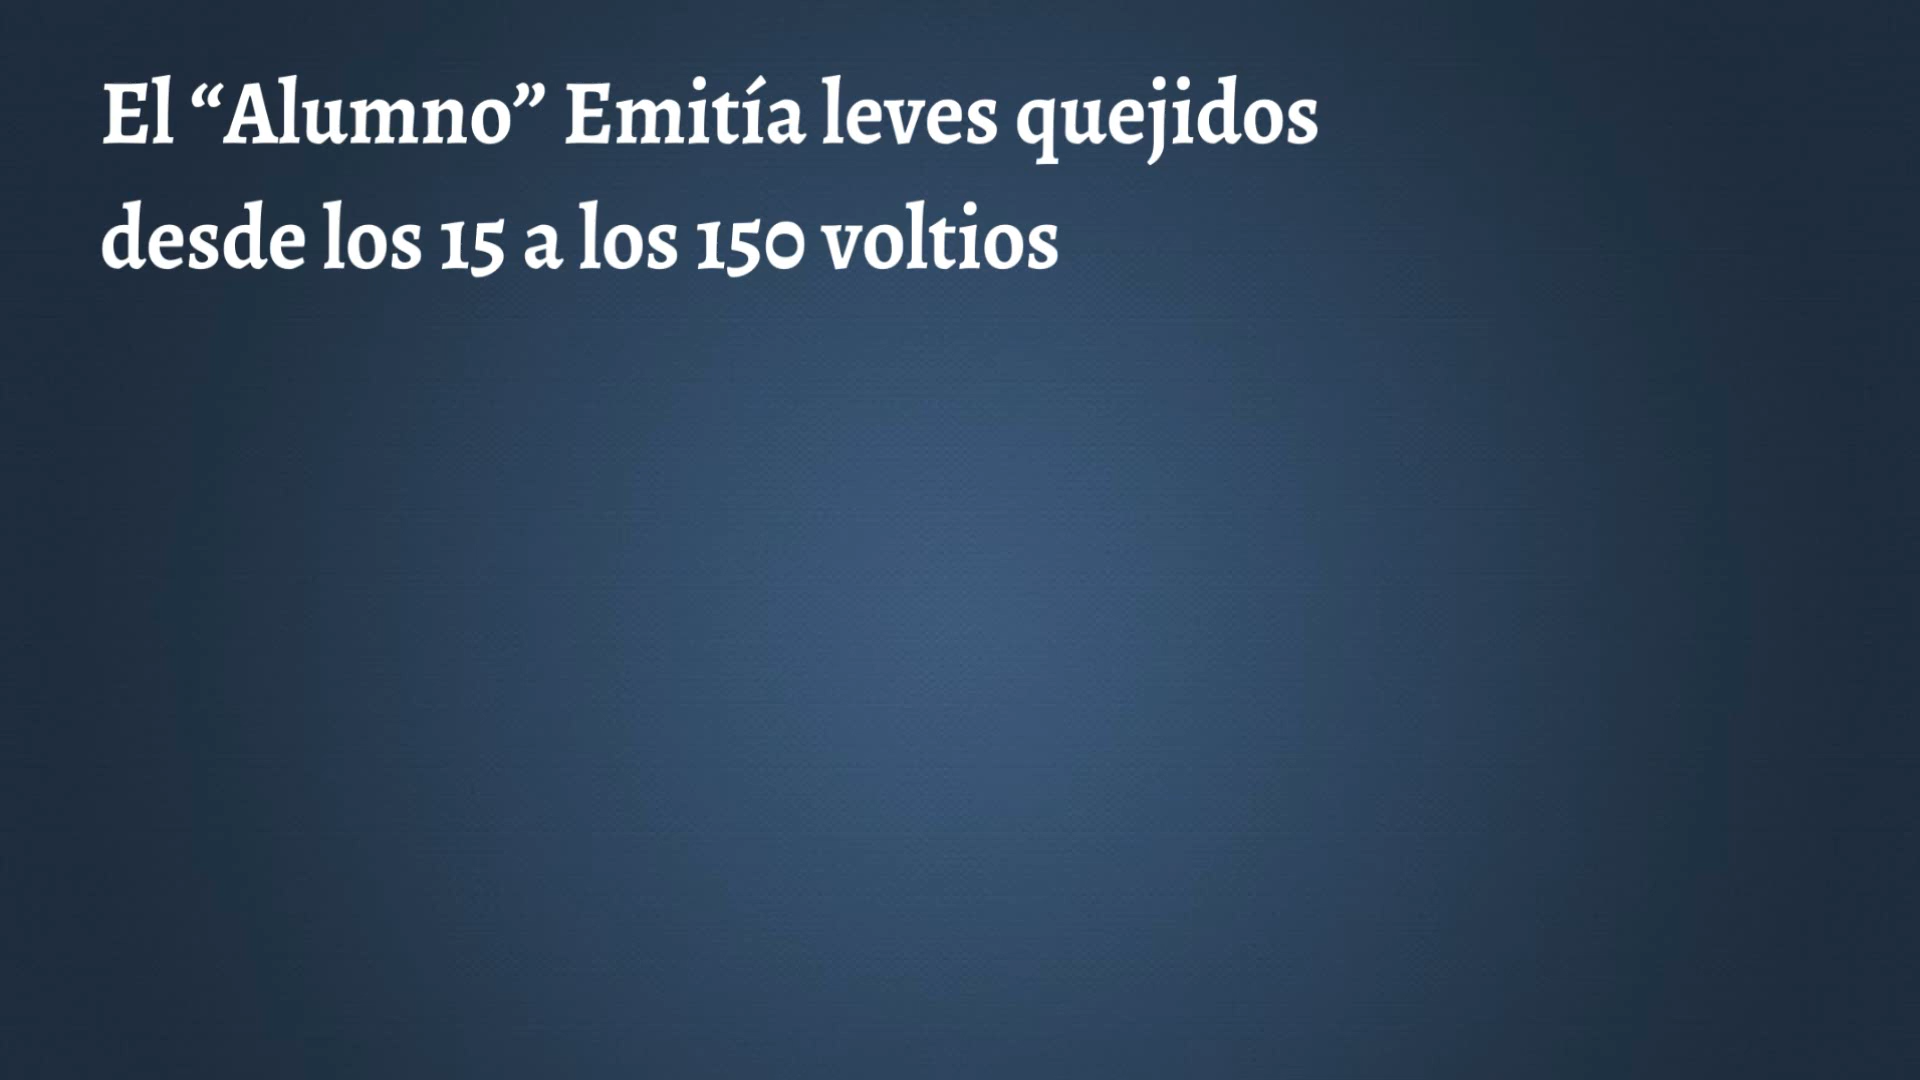 El “Alumno” Emitía leves quejidos
desde los 15 a los 150 voltios